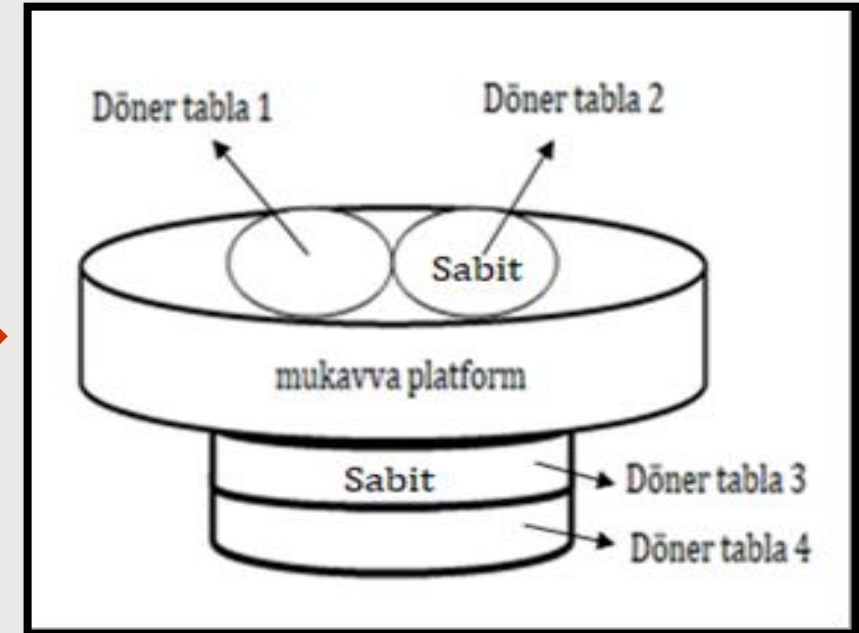 Döner tabla 1
Döner tabla 2
Sabit
mukavva platform
Sabit
Döner tabla 3
Döner tabla 4